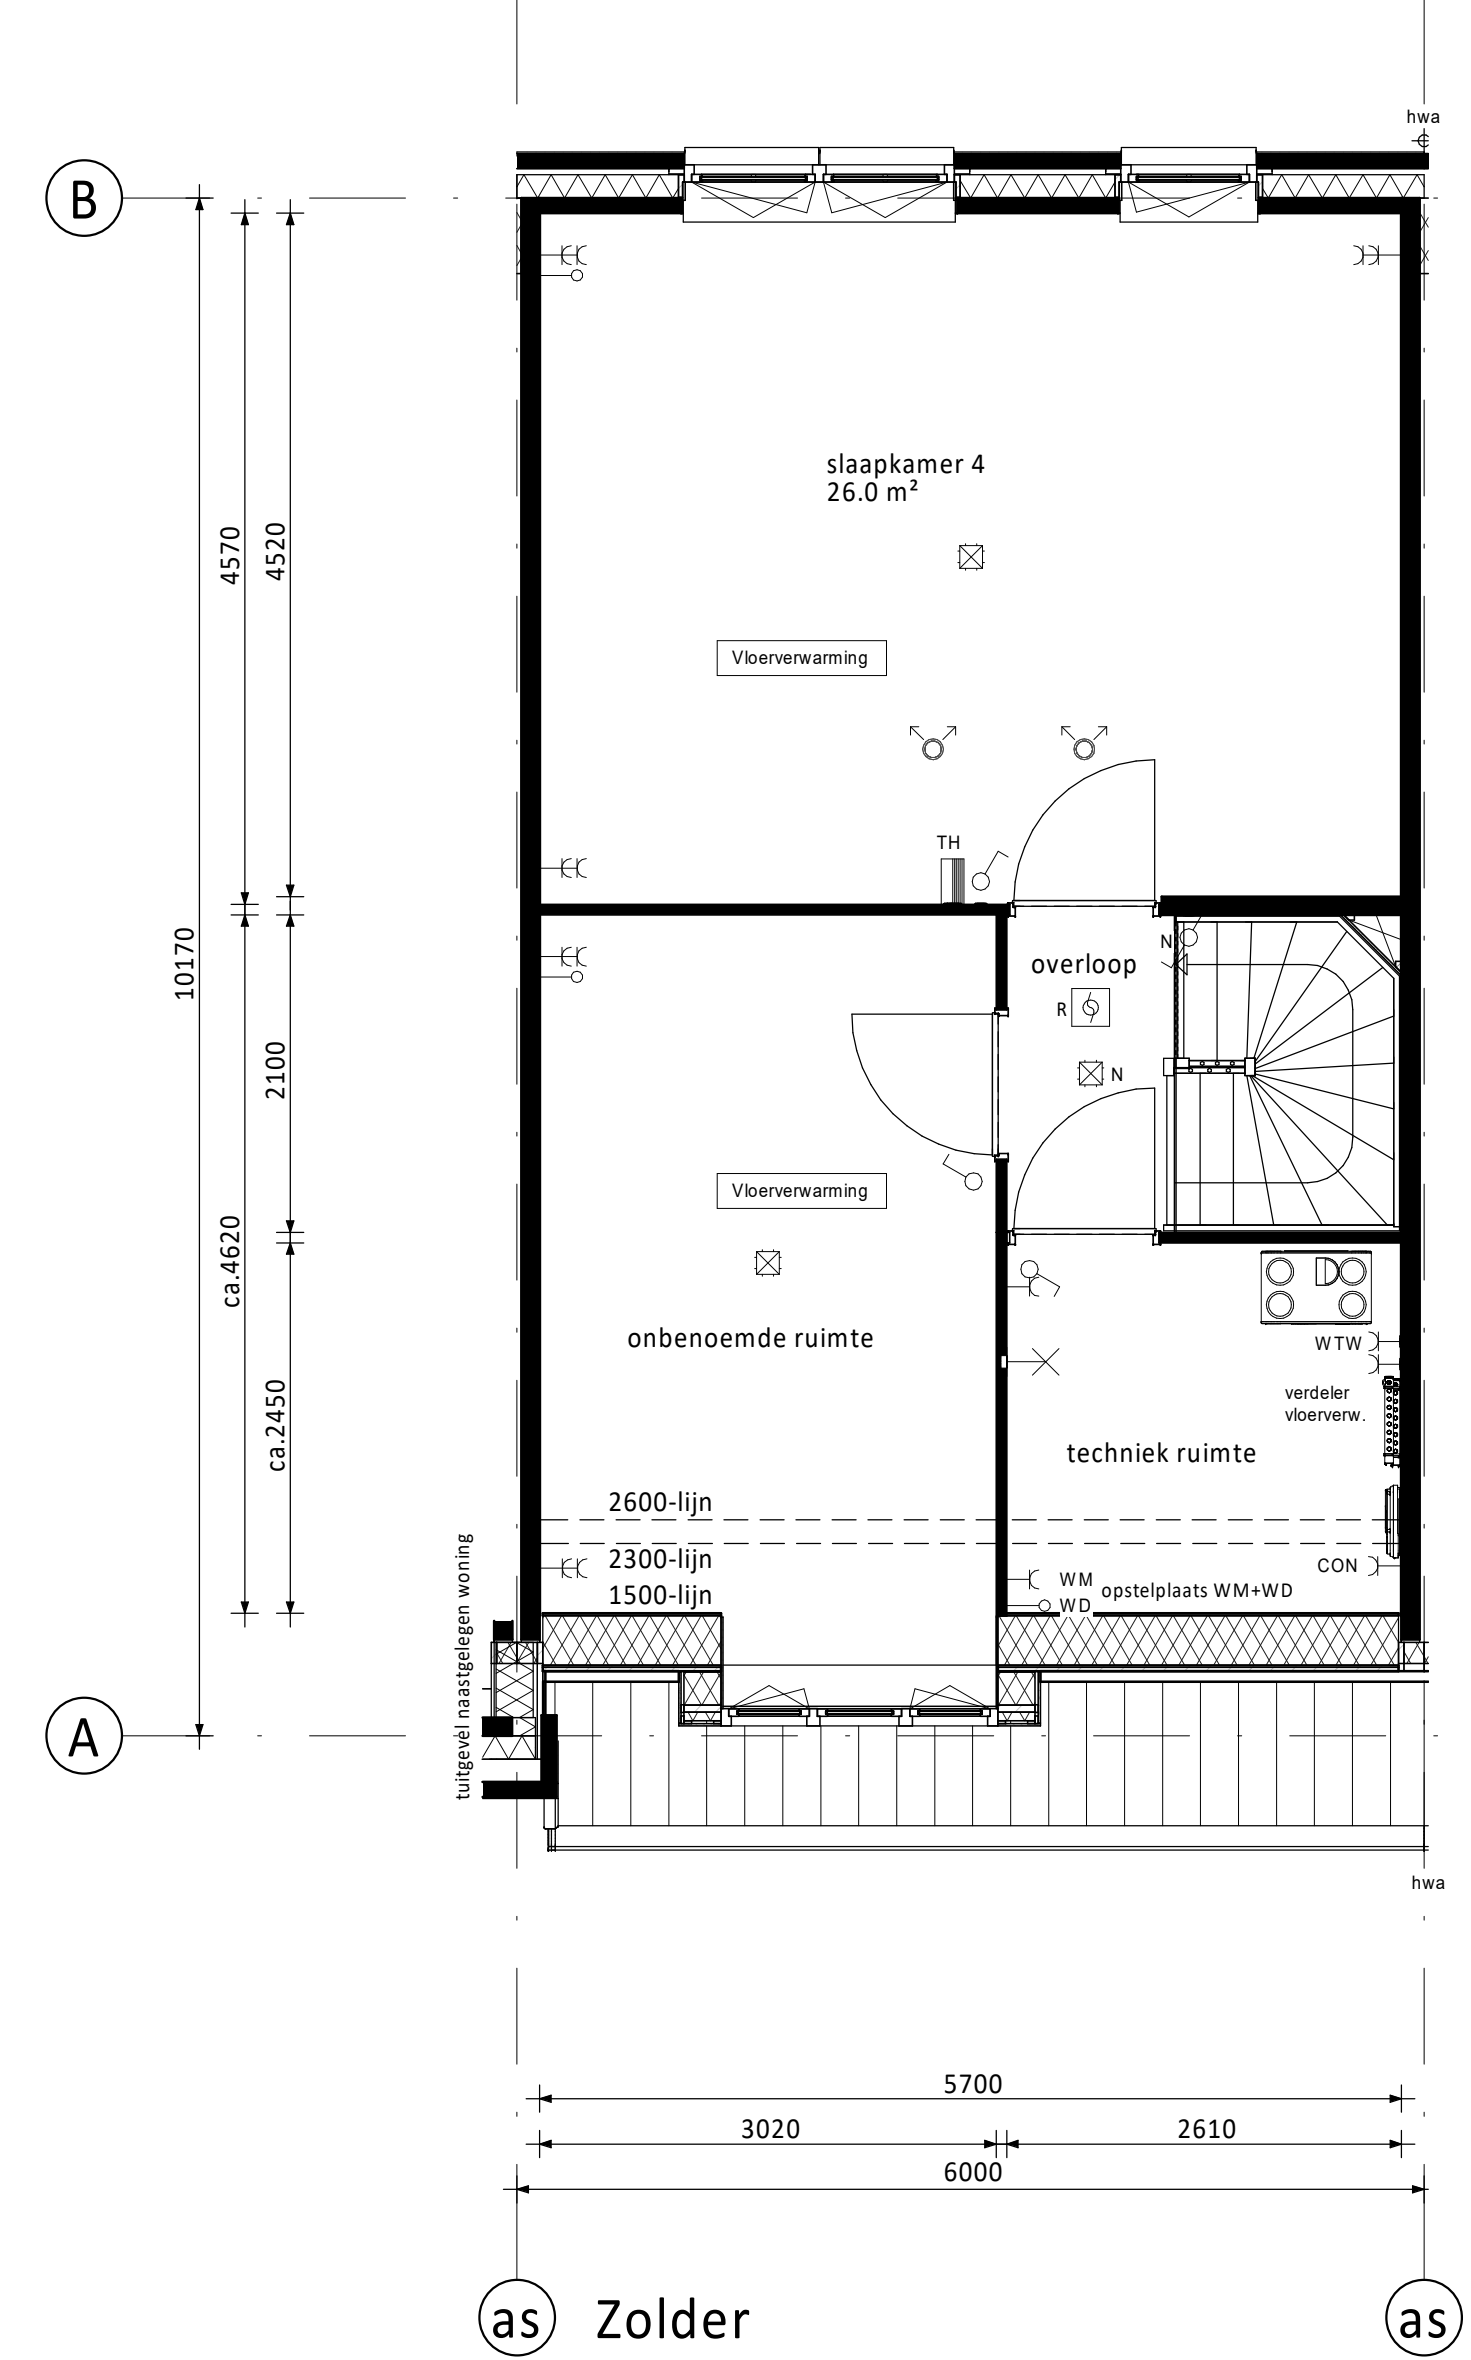 hwa
B
slaapkamer 4
26.0 m²
4570
4520
Vloerverwarming
TH
10170
N
overloop
R
N
2100
Vloerverwarming
ca.4620
onbenoemde ruimte
WTW
verdeler
vloerverw.
ca.2450
techniek ruimte
2600-lijn
2300-lijn
1500-lijn
CON
WM
WD
opstelplaats WM+WD
tuitgevel naastgelegen woning
A
hwa
5700
3020
2610
6000
as
Zolder
as